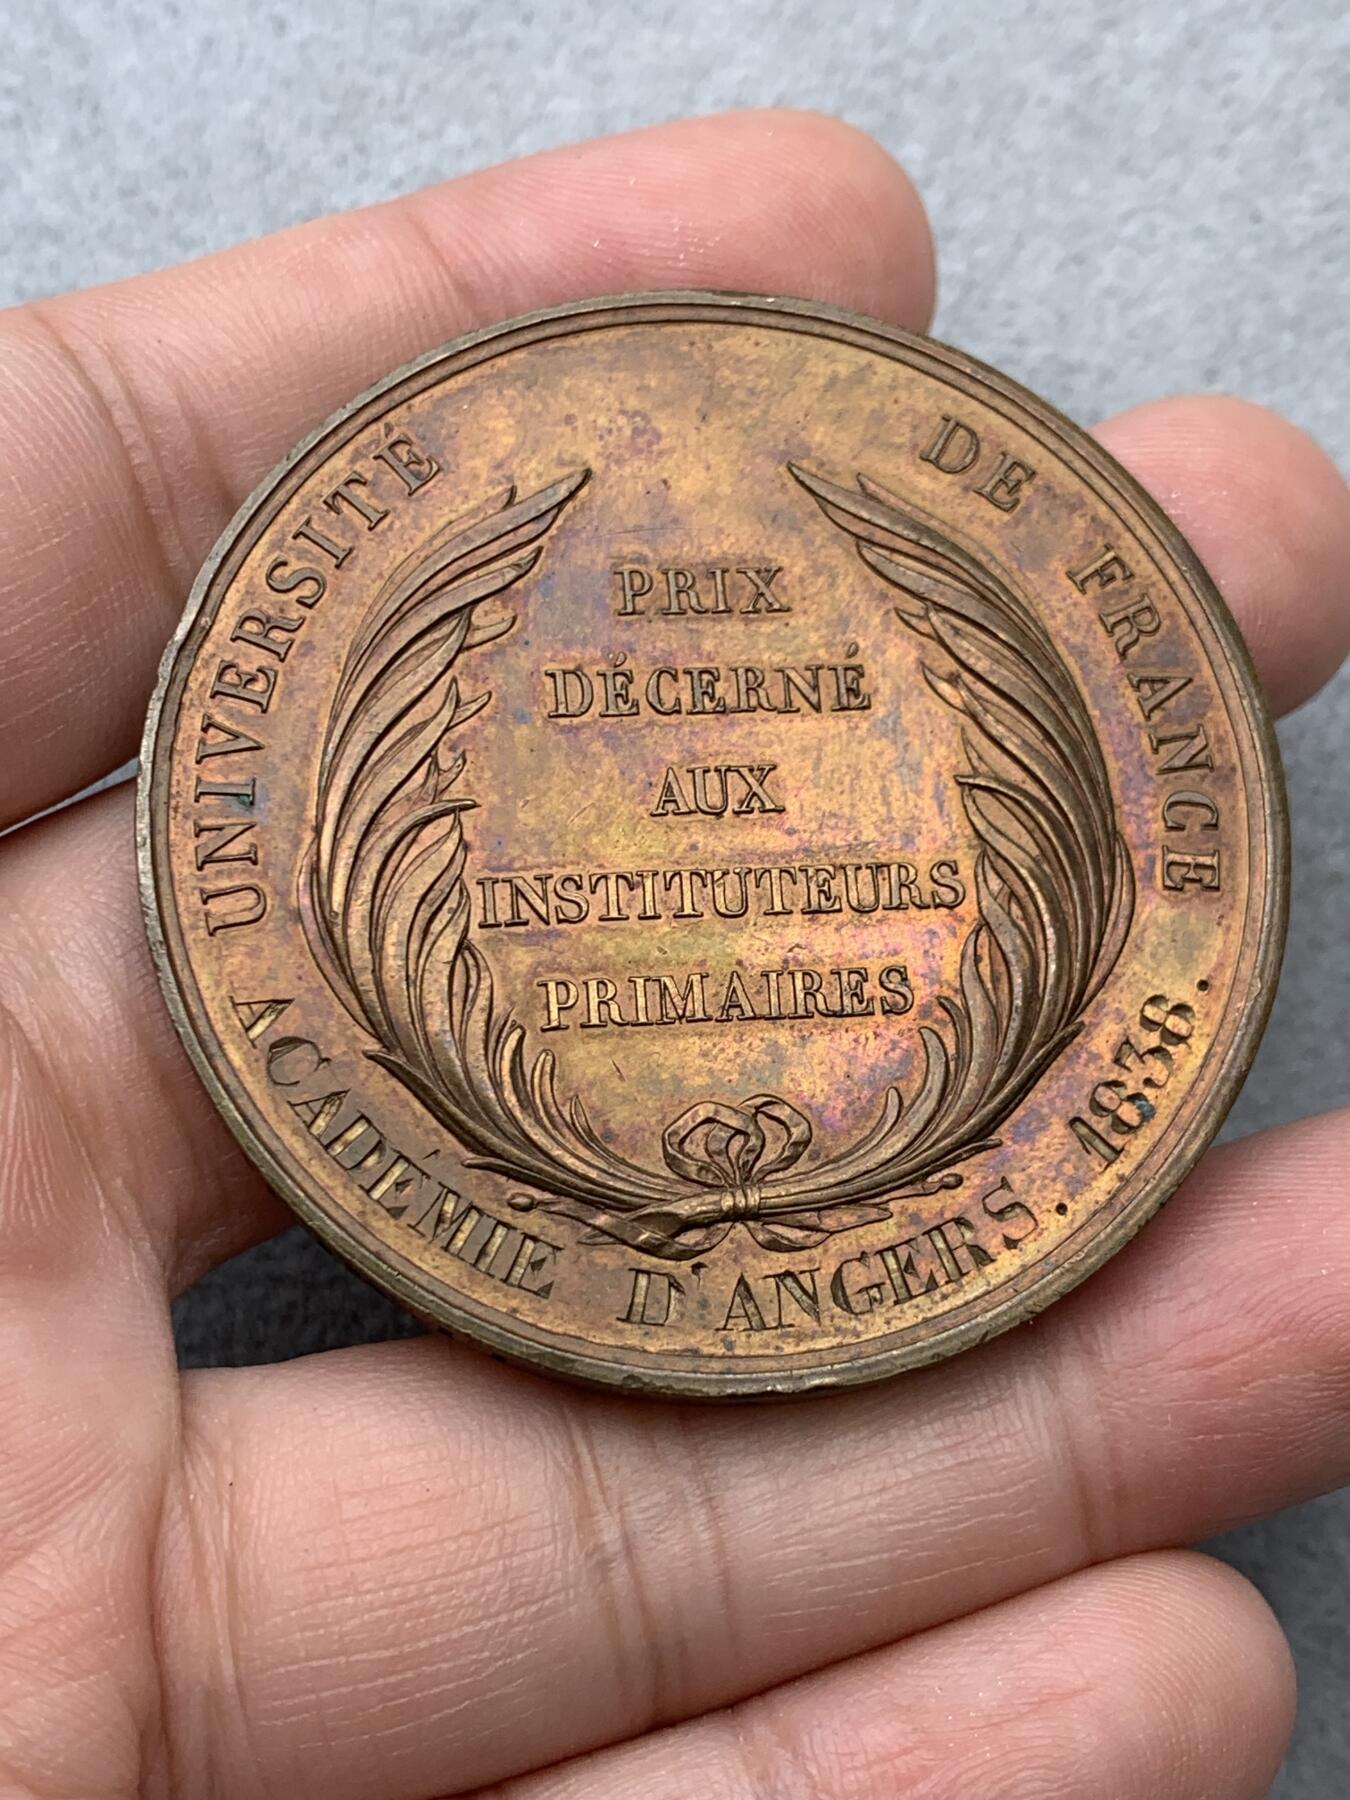 UNIVERSITÉ DE FRANCE
PRIX
DÉCERNÉ
AUX
INSTITUTEURS
PRIMAIRES
ACADÉMIE D'ANGERS. 1838.